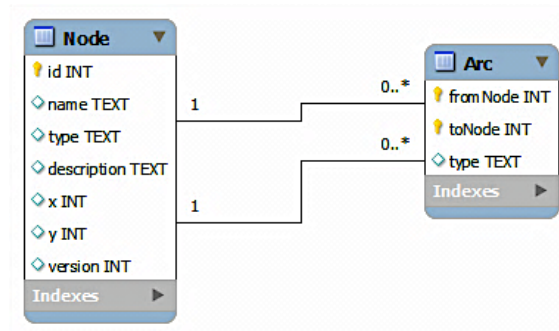 Node
id INT
name TEXT
type TEXT
description TEXT
x INT
y INT
version INT
Indexes
1
0..*
1
0..*
Arc
fromNode INT
toNode INT
type TEXT
Indexes